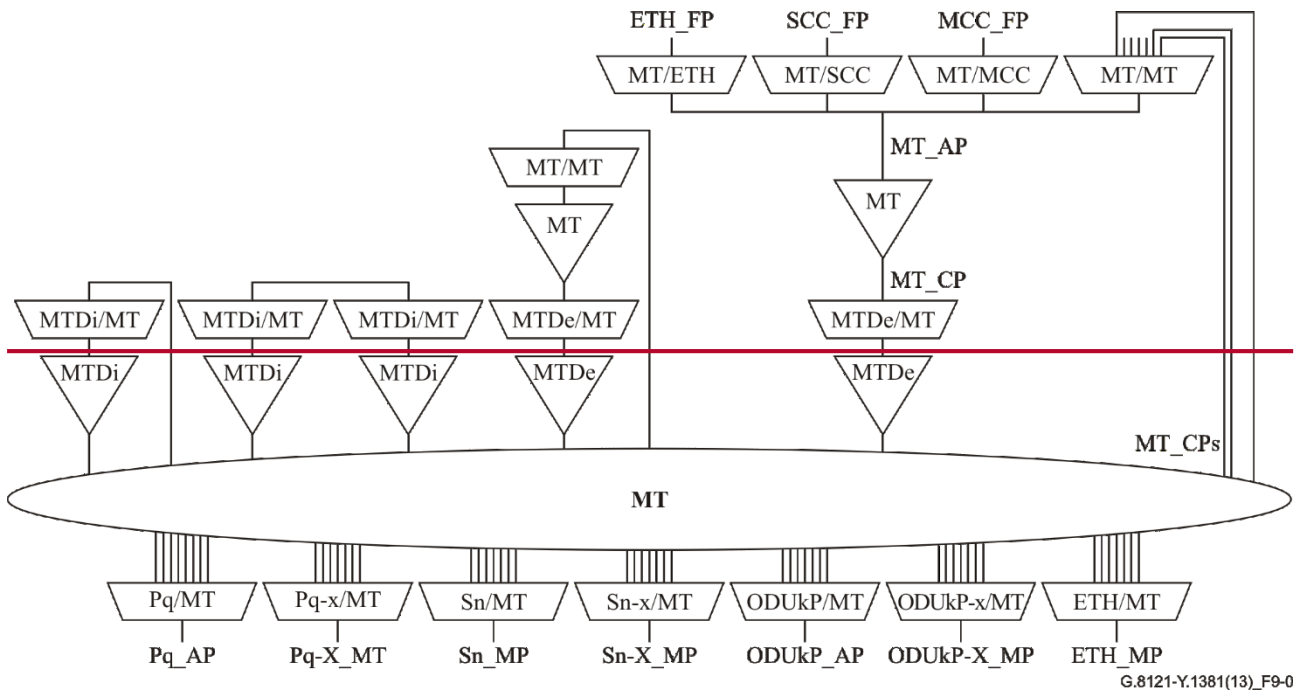 ETH_FP SCC_FP MCC_FP
MT/ETH MT/SCC MT/MCC MT/MT
MT_AP
MT/MT
MT MT
MT_CP
MTDi/MT MTDi/MT MTDi/MT MTDe/MT MTDe/MT
MTDi MTDi MTDi MTDe MTDe
MT_CPs
MT
Pq/MT Pq-x/MT Sn/MT Sn-x/MT ODUkP/MT ODUkP-x/MT ETH/MT
Pq_AP Pq-X_MT Sn_MP Sn-X_MP ODUkP_AP ODUkP-X_MP ETH_MP
G.8121-Y.1381(13)_F9-0